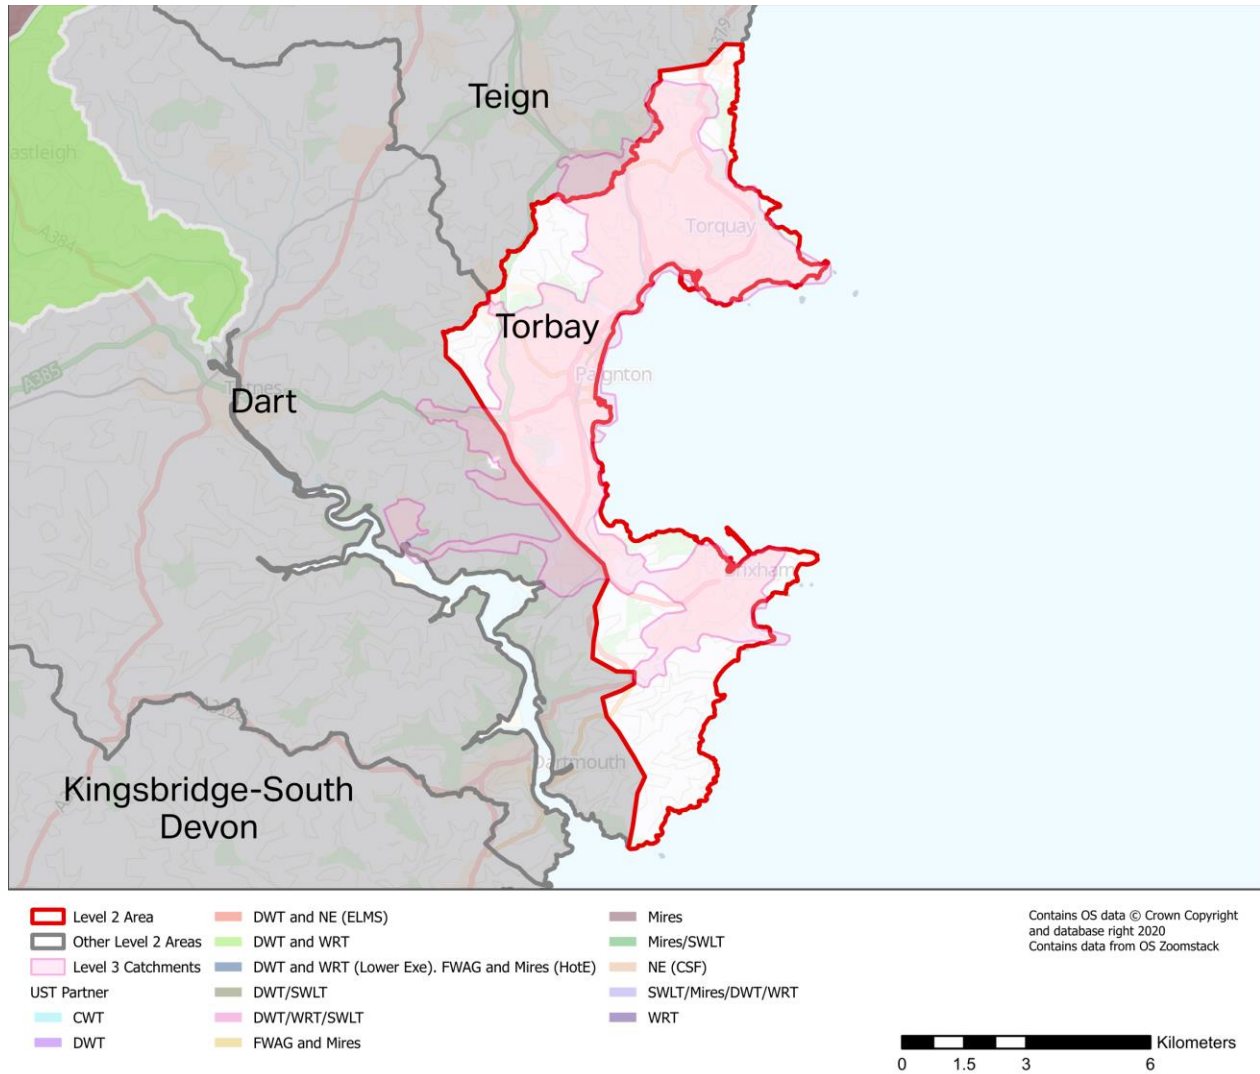 A379
Teign
astleigh
A384
Torquay
Torbay
A385
Paignton
Totnes
Dart
Brixham
Dartmouth
A3122
Kingsbridge-South
Devon
Level 2 Area
Other Level 2 Areas
Level 3 Catchments
UST Partner
CWT
DWT
DWT and NE (ELMS)
DWT and WRT
DWT and WRT (Lower Exe). FWAG and Mires (HotE)
DWT/SWLT
DWT/WRT/SWLT
FWAG and Mires
Mires
Mires/SWLT
NE (CSF)
SWLT/Mires/DWT/WRT
WRT
Contains OS data © Crown Copyright
and database right 2020
Contains data from OS Zoomstack
Kilometers
0 1.5 3 6